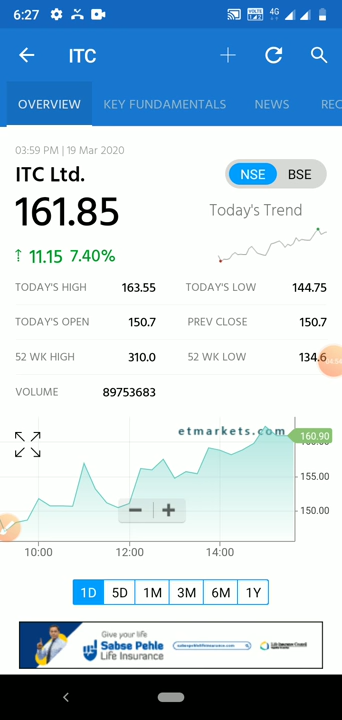 6:27 4G
ITC
OVERVIEW KEY FUNDAMENTALS NEWS REC
03:59 PM | 19 Mar 2020
ITC Ltd. NSE BSE
161.85 Today's Trend
11.15 7.40%
TODAY'S HIGH 163.55 TODAY'S LOW 144.75
TODAY'S OPEN 150.7 PREV CLOSE 150.7
52 WK HIGH 310.0 52 WK LOW 134.6
VOLUME 89753683
etmarkets.com
160.90
155.00
150.00
10:00 12:00 14:00
1D 5D 1M 3M 6M 1Y
Give your life
Sabse Pehle
Life Insurance